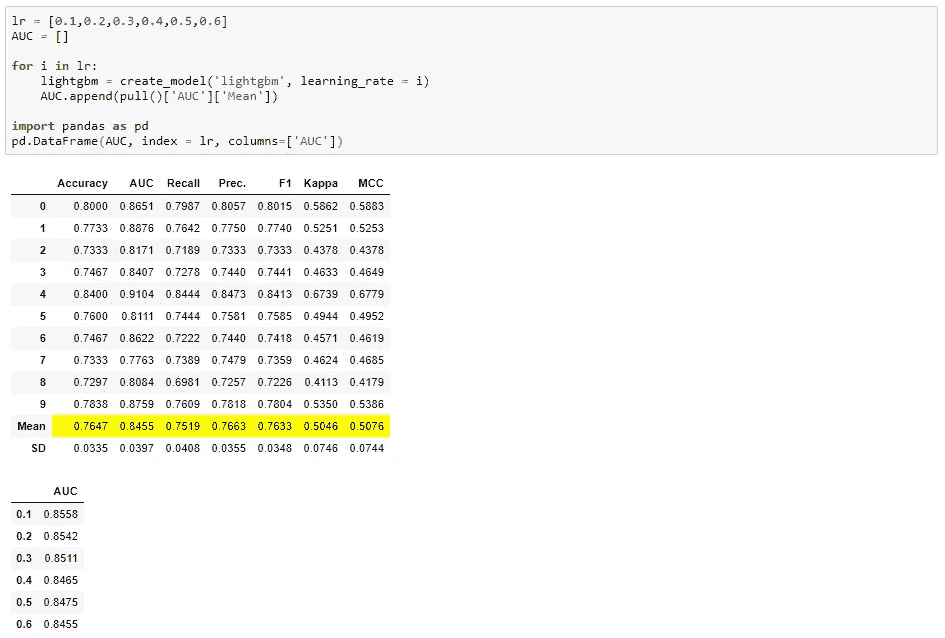 lr = [0.1,0.2,0.3,0.4,0.5,0.6]
AUC = []
for i in lr:
    lightgbm = create_model('lightgbm', learning_rate = i)
    AUC.append(pull()['AUC']['Mean'])
import pandas as pd
pd.DataFrame(AUC, index = lr, columns=['AUC'])
Accuracy AUC Recall Prec. F1 Kappa MCC
0 0.8000 0.8651 0.7987 0.8057 0.8015 0.5862 0.5883
1 0.7733 0.8876 0.7642 0.7750 0.7740 0.5251 0.5253
2 0.7333 0.8171 0.7189 0.7333 0.7333 0.4378 0.4378
3 0.7467 0.8407 0.7278 0.7440 0.7441 0.4633 0.4649
4 0.8400 0.9104 0.8444 0.8473 0.8413 0.6739 0.6779
5 0.7600 0.8111 0.7444 0.7581 0.7585 0.4944 0.4952
6 0.7467 0.8622 0.7222 0.7440 0.7418 0.4571 0.4619
7 0.7333 0.7763 0.7389 0.7479 0.7359 0.4624 0.4685
8 0.7297 0.8084 0.6981 0.7257 0.7226 0.4113 0.4179
9 0.7838 0.8759 0.7609 0.7818 0.7804 0.5350 0.5386
Mean 0.7647 0.8455 0.7519 0.7663 0.7633 0.5046 0.5076
SD 0.0335 0.0397 0.0408 0.0355 0.0348 0.0746 0.0744
AUC
0.1 0.8558
0.2 0.8542
0.3 0.8511
0.4 0.8465
0.5 0.8475
0.6 0.8455